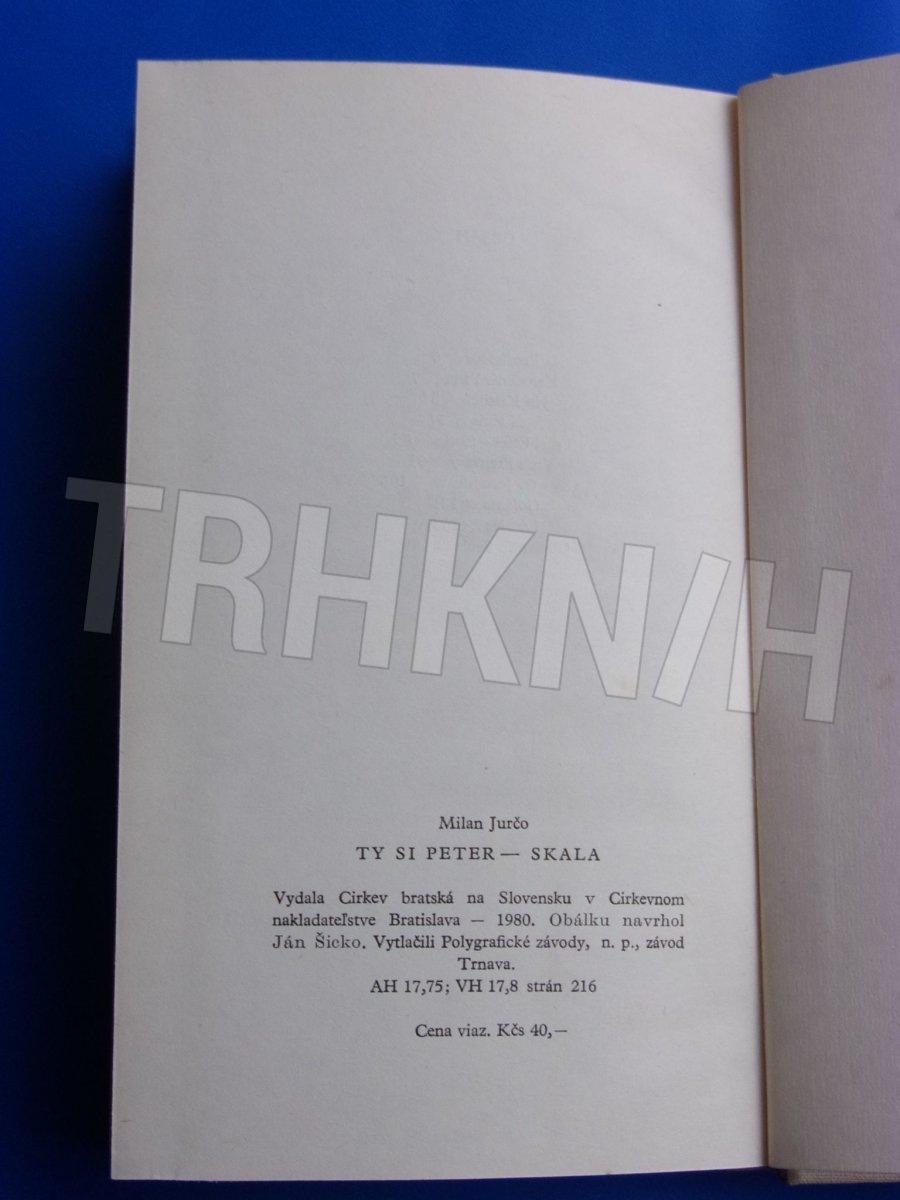 TRHKNIH
Milan Jurčo
TY SI PETER — SKALA
Vydala Cirkev bratská na Slovensku v Cirkevnom
nakladateľstve Bratislava — 1980. Obálku navrhol
Ján Šicko. Vytlačili Polygrafické závody, n. p., závod
Trnava.
AH 17,75; VH 17,8 strán 216
Cena viaz. Kčs 40,—